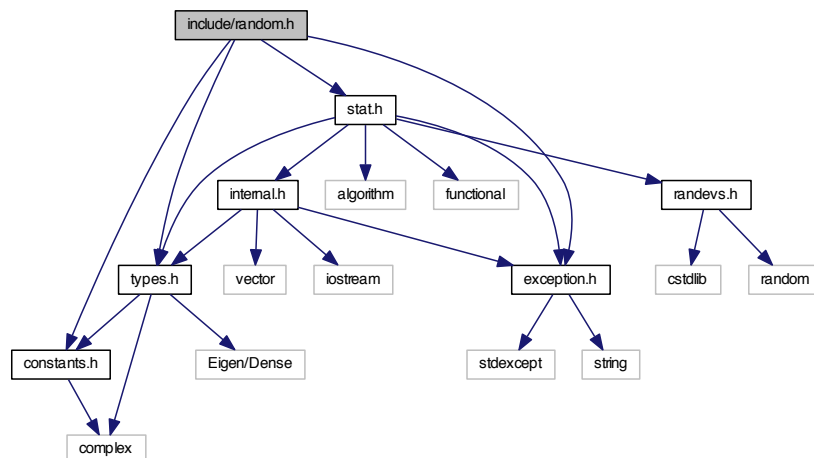 include/random.h
stat.h
internal.h
algorithm
functional
randevs.h
types.h
vector
iostream
exception.h
cstdlib
random
constants.h
Eigen/Dense
stdexcept
string
complex